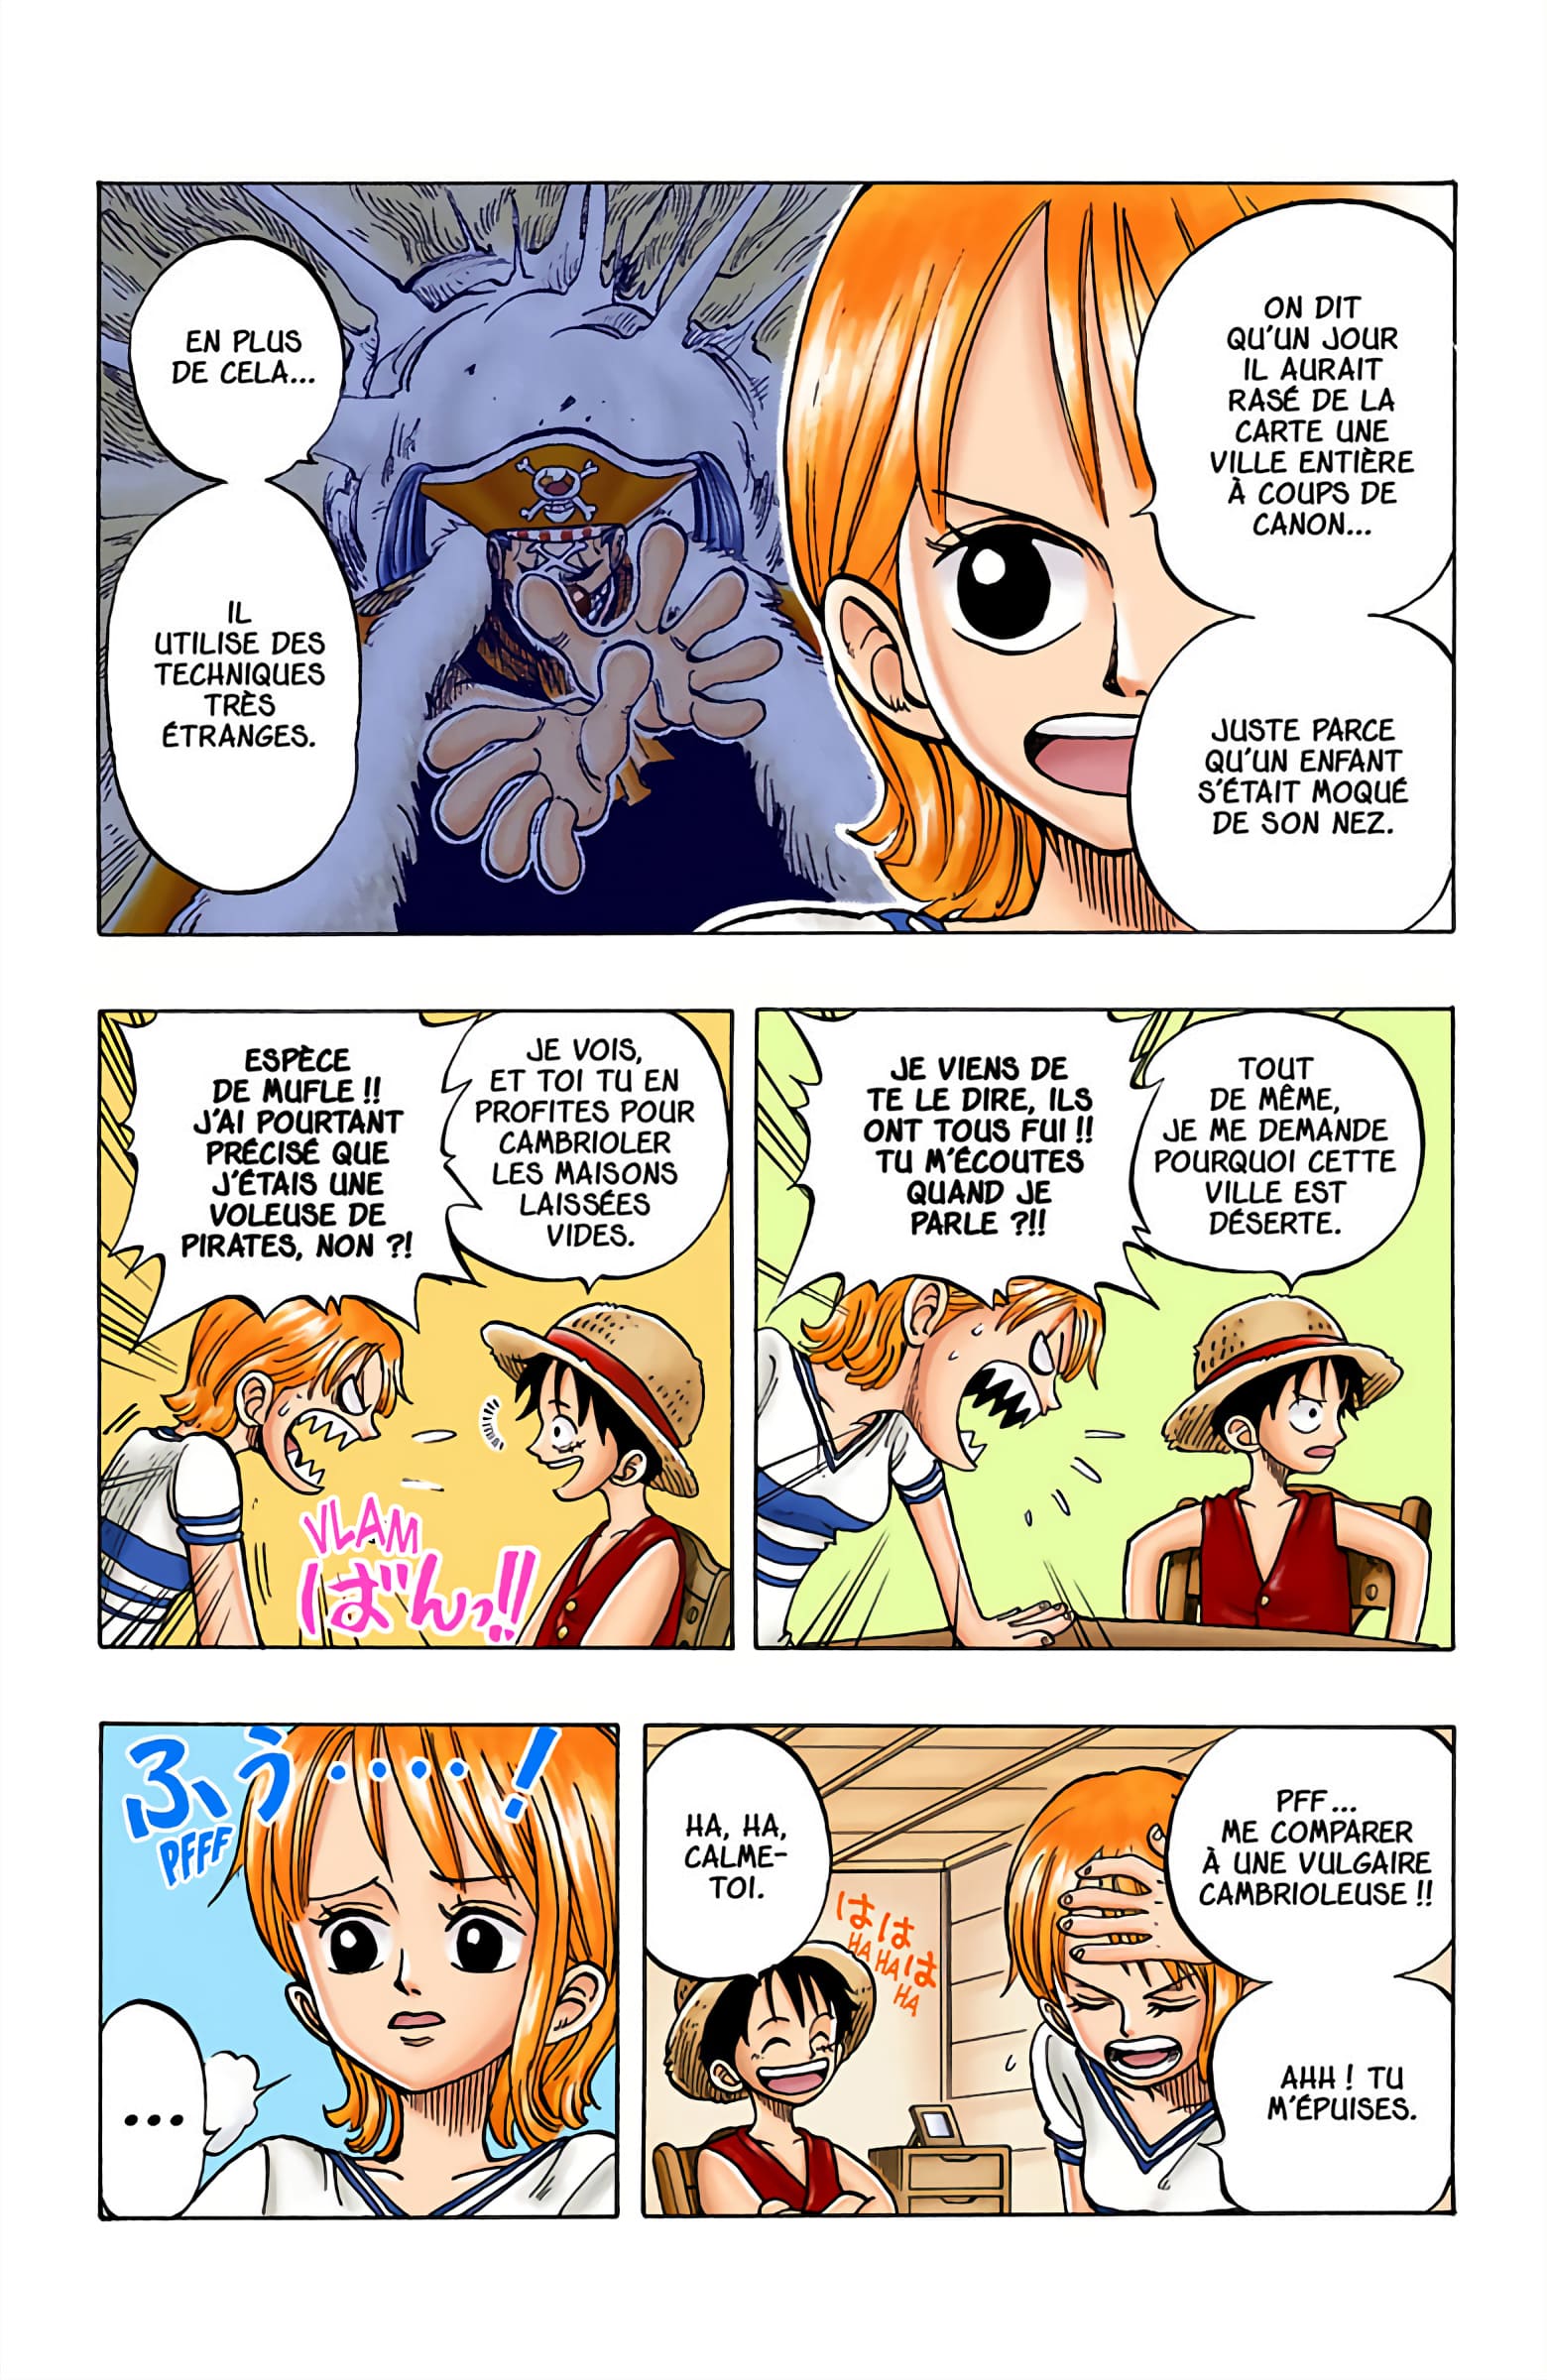 ON DIT
QU'UN JOUR
IL AURAIT
RASÉ DE LA
CARTE UNE
VILLE ENTIÈRE
À COUPS DE
CANON...
JUSTE PARCE
QU'UN ENFANT
S'ÉTAIT MOQUÉ
DE SON NEZ.
EN PLUS
DE CELA...
IL
UTILISE DES
TECHNIQUES
TRÈS
ÉTRANGES.
TOUT
DE MÊME,
JE ME DEMANDE
POURQUOI CETTE
VILLE EST
DÉSERTE.
JE VIENS DE
TE LE DIRE, ILS
ONT TOUS FUI !!
TU M'ÉCOUTES
QUAND JE
PARLE ?!!
JE VOIS,
ET TOI TU EN
PROFITES POUR
CAMBRIOLER
LES MAISONS
LAISSÉES
VIDES.
ESPÈCE
DE MUFLE !!
J'AI POURTANT
PRÉCISÉ QUE
J'ÉTAIS UNE
VOLEUSE DE
PIRATES, NON ?!
VLAM
ばんっ!!
PFF...
ME COMPARER
À UNE VULGAIRE
CAMBRIOLEUSE !!
AHH ! TU
M'ÉPUISES.
HA, HA,
CALME-
TOI.
ははは
HA HA HA
ふぅ・・・・・!
PFFF
...